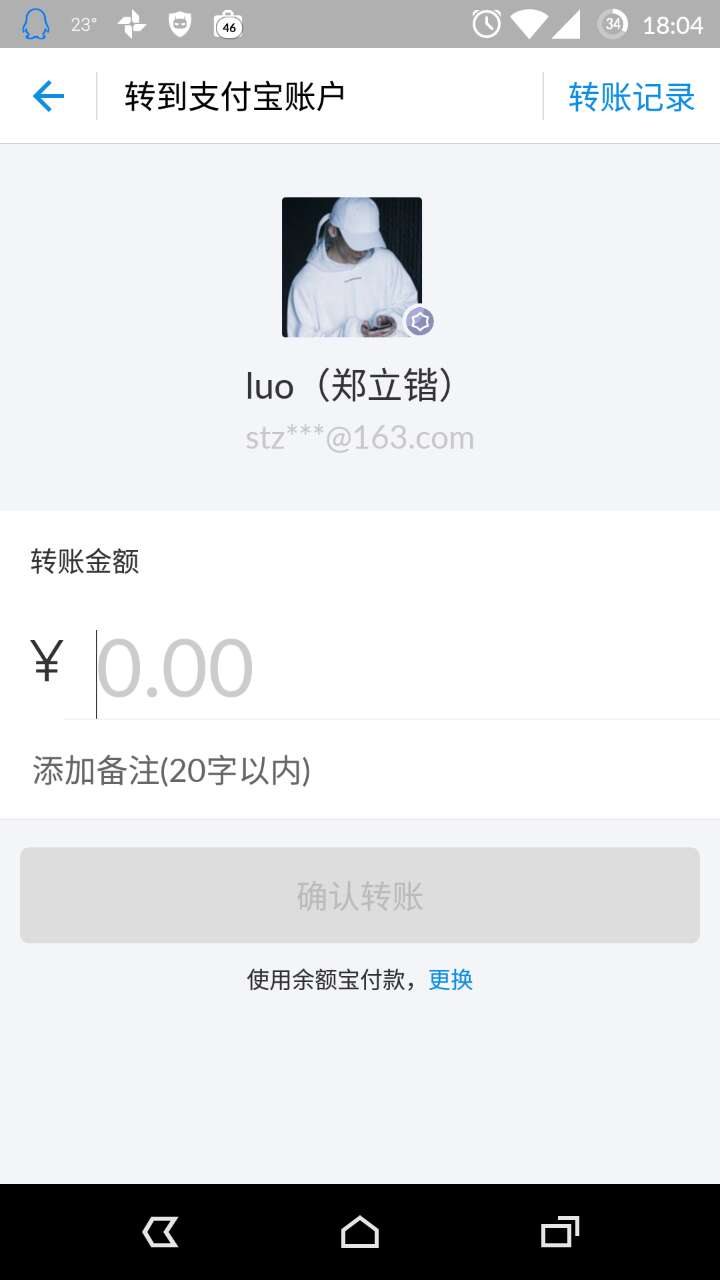 23°
46
34
18:04
转到支付宝账户
转账记录
luo（郑立锴）
stz***@163.com
转账金额
¥ 0.00
添加备注(20字以内)
确认转账
使用余额宝付款，更换